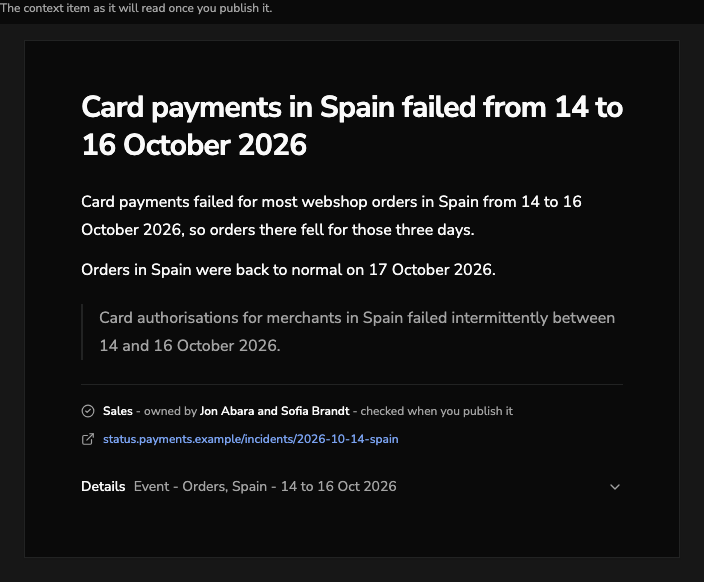 The context item as it will read once you publish it.
Card payments in Spain failed from 14 to
16 October 2026
Card payments failed for most webshop orders in Spain from 14 to 16
October 2026, so orders there fell for those three days.
Orders in Spain were back to normal on 17 October 2026.
Card authorisations for merchants in Spain failed intermittently between
14 and 16 October 2026.
Sales - owned by Jon Abara and Sofia Brandt - checked when you publish it
status.payments.example/incidents/2026-10-14-spain
Details Event - Orders, Spain - 14 to 16 Oct 2026